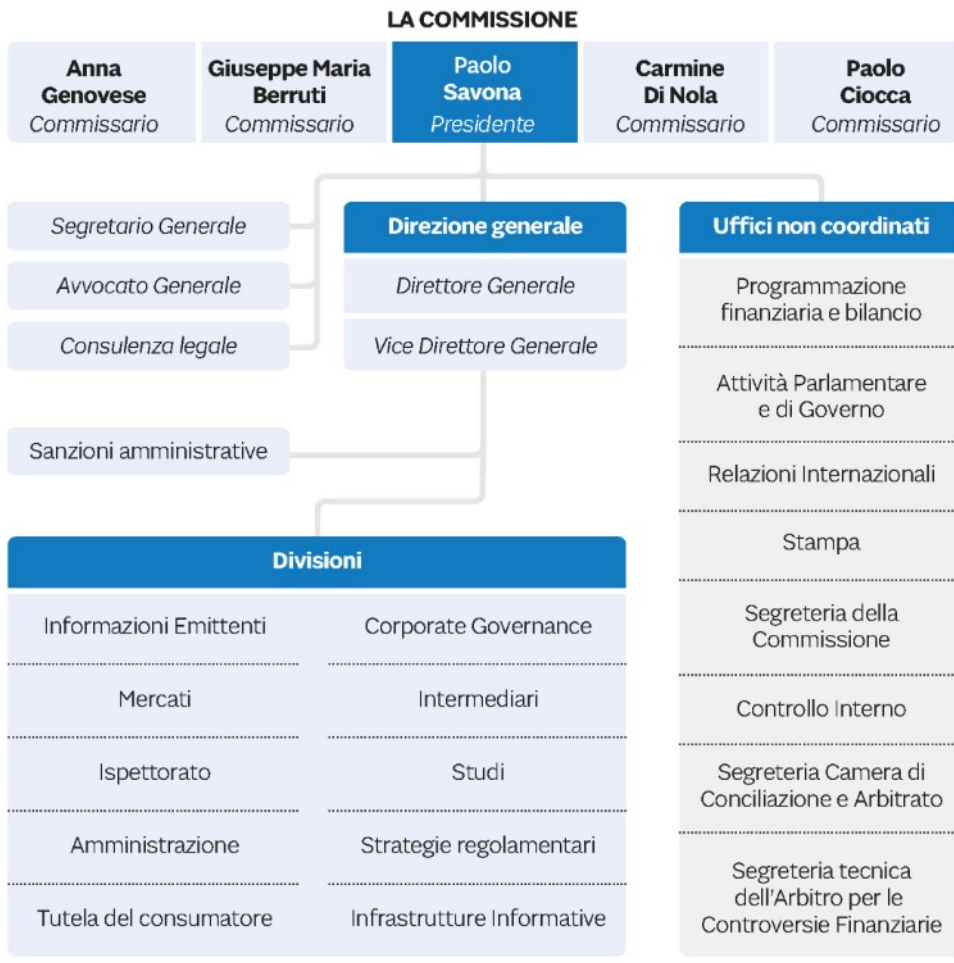 LA COMMISSIONE
Anna
Genovese
Commissario
Giuseppe Maria
Berruti
Commissario
Paolo
Savona
Presidente
Carmine
Di Nola
Commissario
Paolo
Ciocca
Commissario
Segretario Generale
Avvocato Generale
Consulenza legale
Direzione generale
Direttore Generale
Vice Direttore Generale
Sanzioni amministrative
Divisioni
Informazioni Emittenti
Corporate Governance
Mercati
Intermediari
Ispettorato
Studi
Amministrazione
Strategie regolamentari
Tutela del consumatore
Infrastrutture Informative
Uffici non coordinati
Programmazione
finanziaria e bilancio
Attività Parlamentare
e di Governo
Relazioni Internazionali
Stampa
Segreteria della
Commissione
Controllo Interno
Segreteria Camera di
Conciliazione e Arbitrato
Segreteria tecnica
dell'Arbitro per le
Controversie Finanziarie